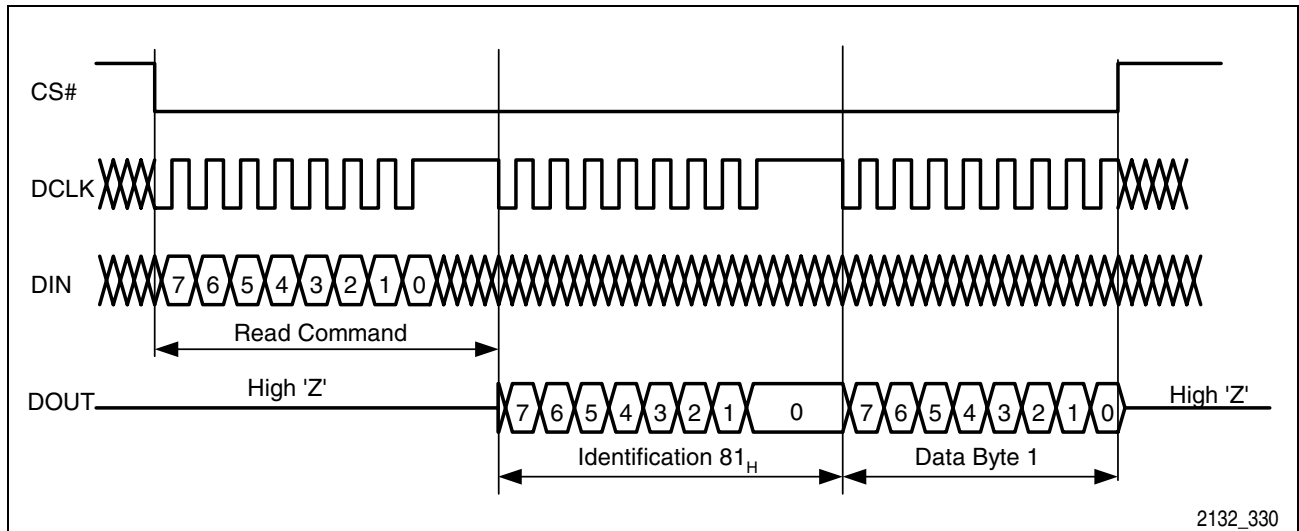 CS#
DCLK
DIN
7 6 5 4 3 2 1 0
Read Command
DOUT
High 'Z'
7 6 5 4 3 2 1 0
7 6 5 4 3 2 1 0
High 'Z'
Identification 81H
Data Byte 1
2132_330